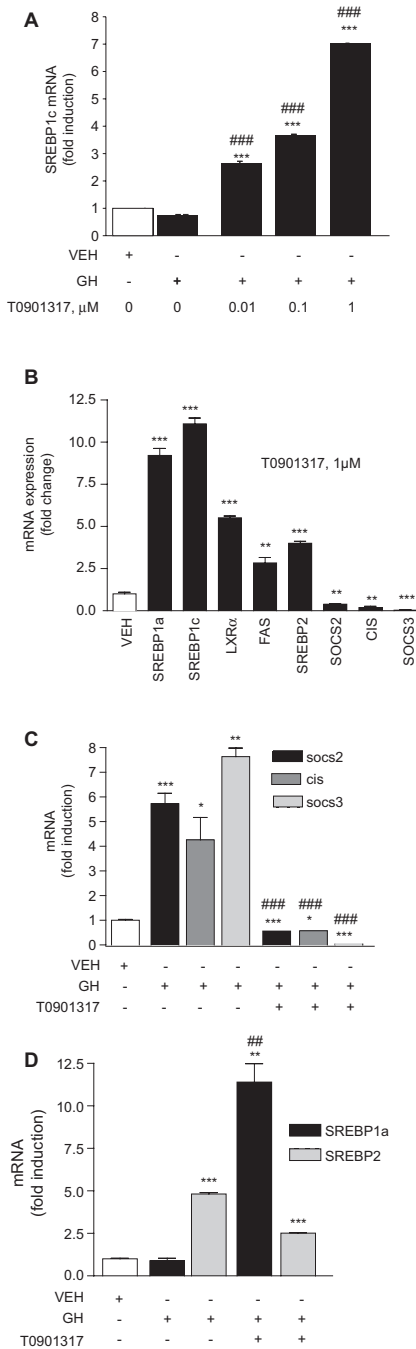 A
SREBP1c mRNA
(fold induction)
8
7
6
5
4
3
2
1
0
###
***
###
***
###
***
VEH + - - - -
GH - + + + +
T0901317, µM 0 0 0.01 0.1 1
B
mRNA expression
(fold change)
12.5
10.0
7.5
5.0
2.5
0.0
***
***
***
**
***
**
**
***
T0901317, 1µM
VEH
SREBP1a
SREBP1c
LXRα
FAS
SREBP2
SOCS2
CIS
SOCS3
C
mRNA
(fold induction)
8
7
6
5
4
3
2
1
0
***
*
**
### ### ###
*** * ***
socs2
cis
socs3
VEH + - - - - - -
GH - + + + + + +
T0901317 - - - - + + +
D
mRNA
(fold induction)
12.5
10.0
7.5
5.0
2.5
0.0
***
##
**
***
SREBP1a
SREBP2
VEH + - - - -
GH - + + + +
T0901317 - - - + +